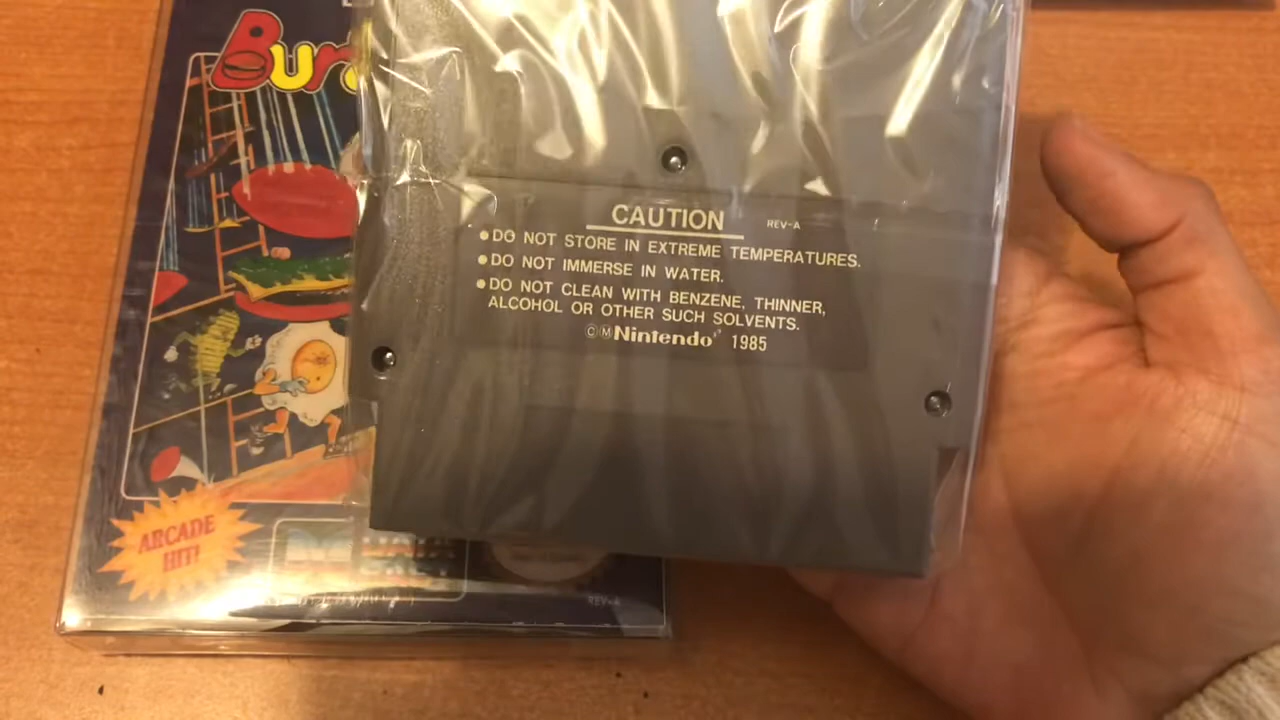 Bur
CAUTION REV-A
●DO NOT STORE IN EXTREME TEMPERATURES.
●DO NOT IMMERSE IN WATER.
●DO NOT CLEAN WITH BENZENE, THINNER,
ALCOHOL OR OTHER SUCH SOLVENTS.
©Ⓜ Nintendo 1985
ARCADE
HIT!
REV-A